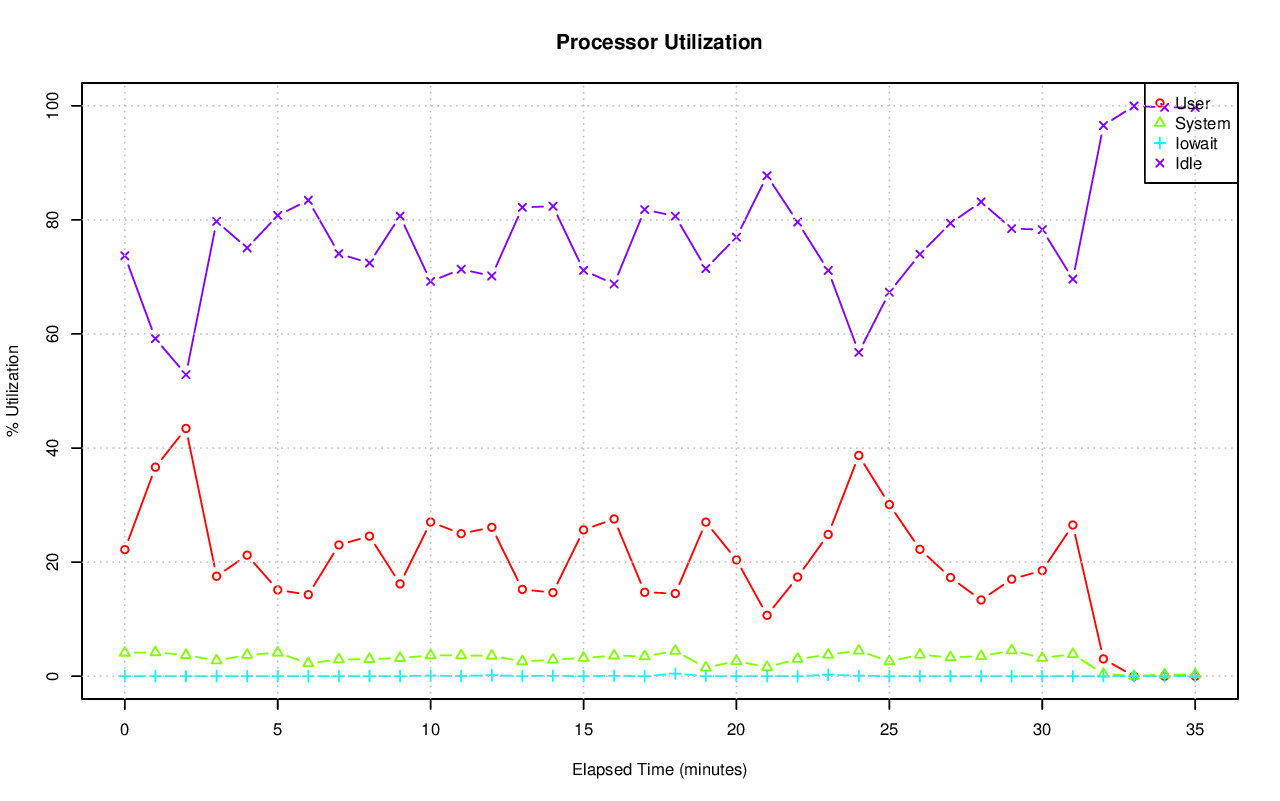 Processor Utilization
100
80
60
40
20
0
% Utilization
User
System
Iowait
Idle
0 5 10 15 20 25 30 35
Elapsed Time (minutes)